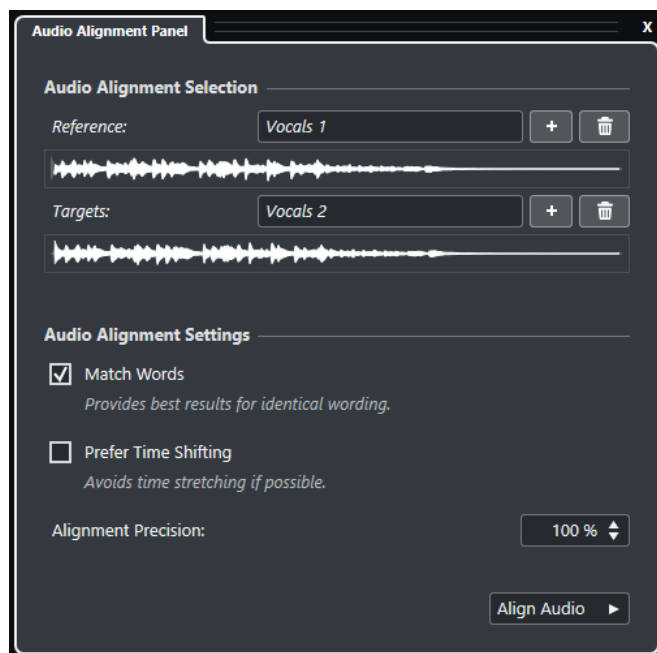 Audio Alignment Panel
X
Audio Alignment Selection
Reference: Vocals 1 +
Targets: Vocals 2 +
Audio Alignment Settings
Match Words
Provides best results for identical wording.
Prefer Time Shifting
Avoids time stretching if possible.
Alignment Precision: 100 %
Align Audio